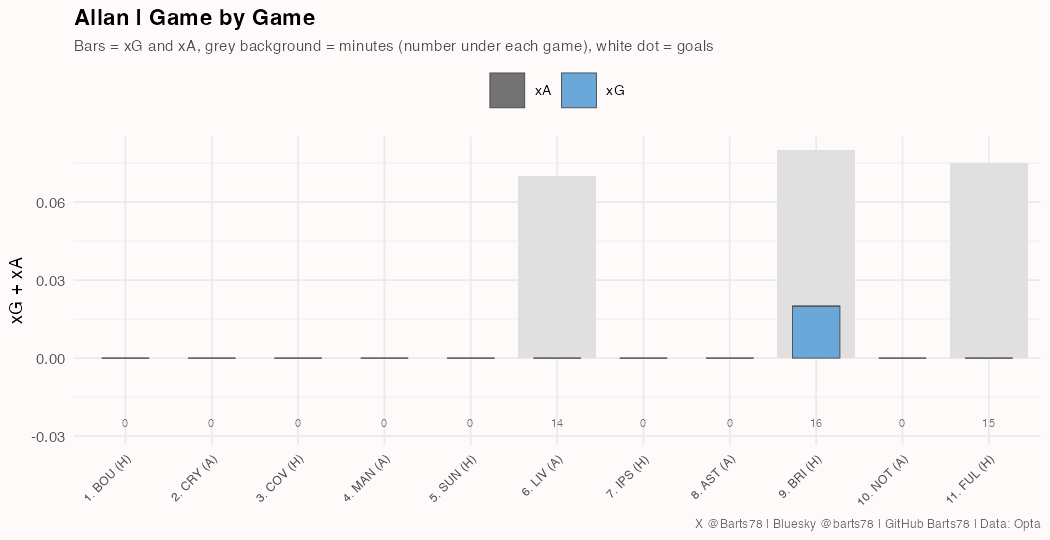 Allan | Game by Game
Bars = xG and xA, grey background = minutes (number under each game), white dot = goals
xA xG
xG + xA
0.06
0.03
0.00
-0.03
0 0 0 0 0 14 0 0 16 0 15
1. BOU (H) 2. CRY (A) 3. COV (H) 4. MAN (A) 5. SUN (H) 6. LIV (A) 7. IPS (H) 8. AST (A) 9. BRI (H) 10. NOT (A) 11. FUL (H)
X @Barts78 | Bluesky @barts78 | GitHub Barts78 | Data: Opta